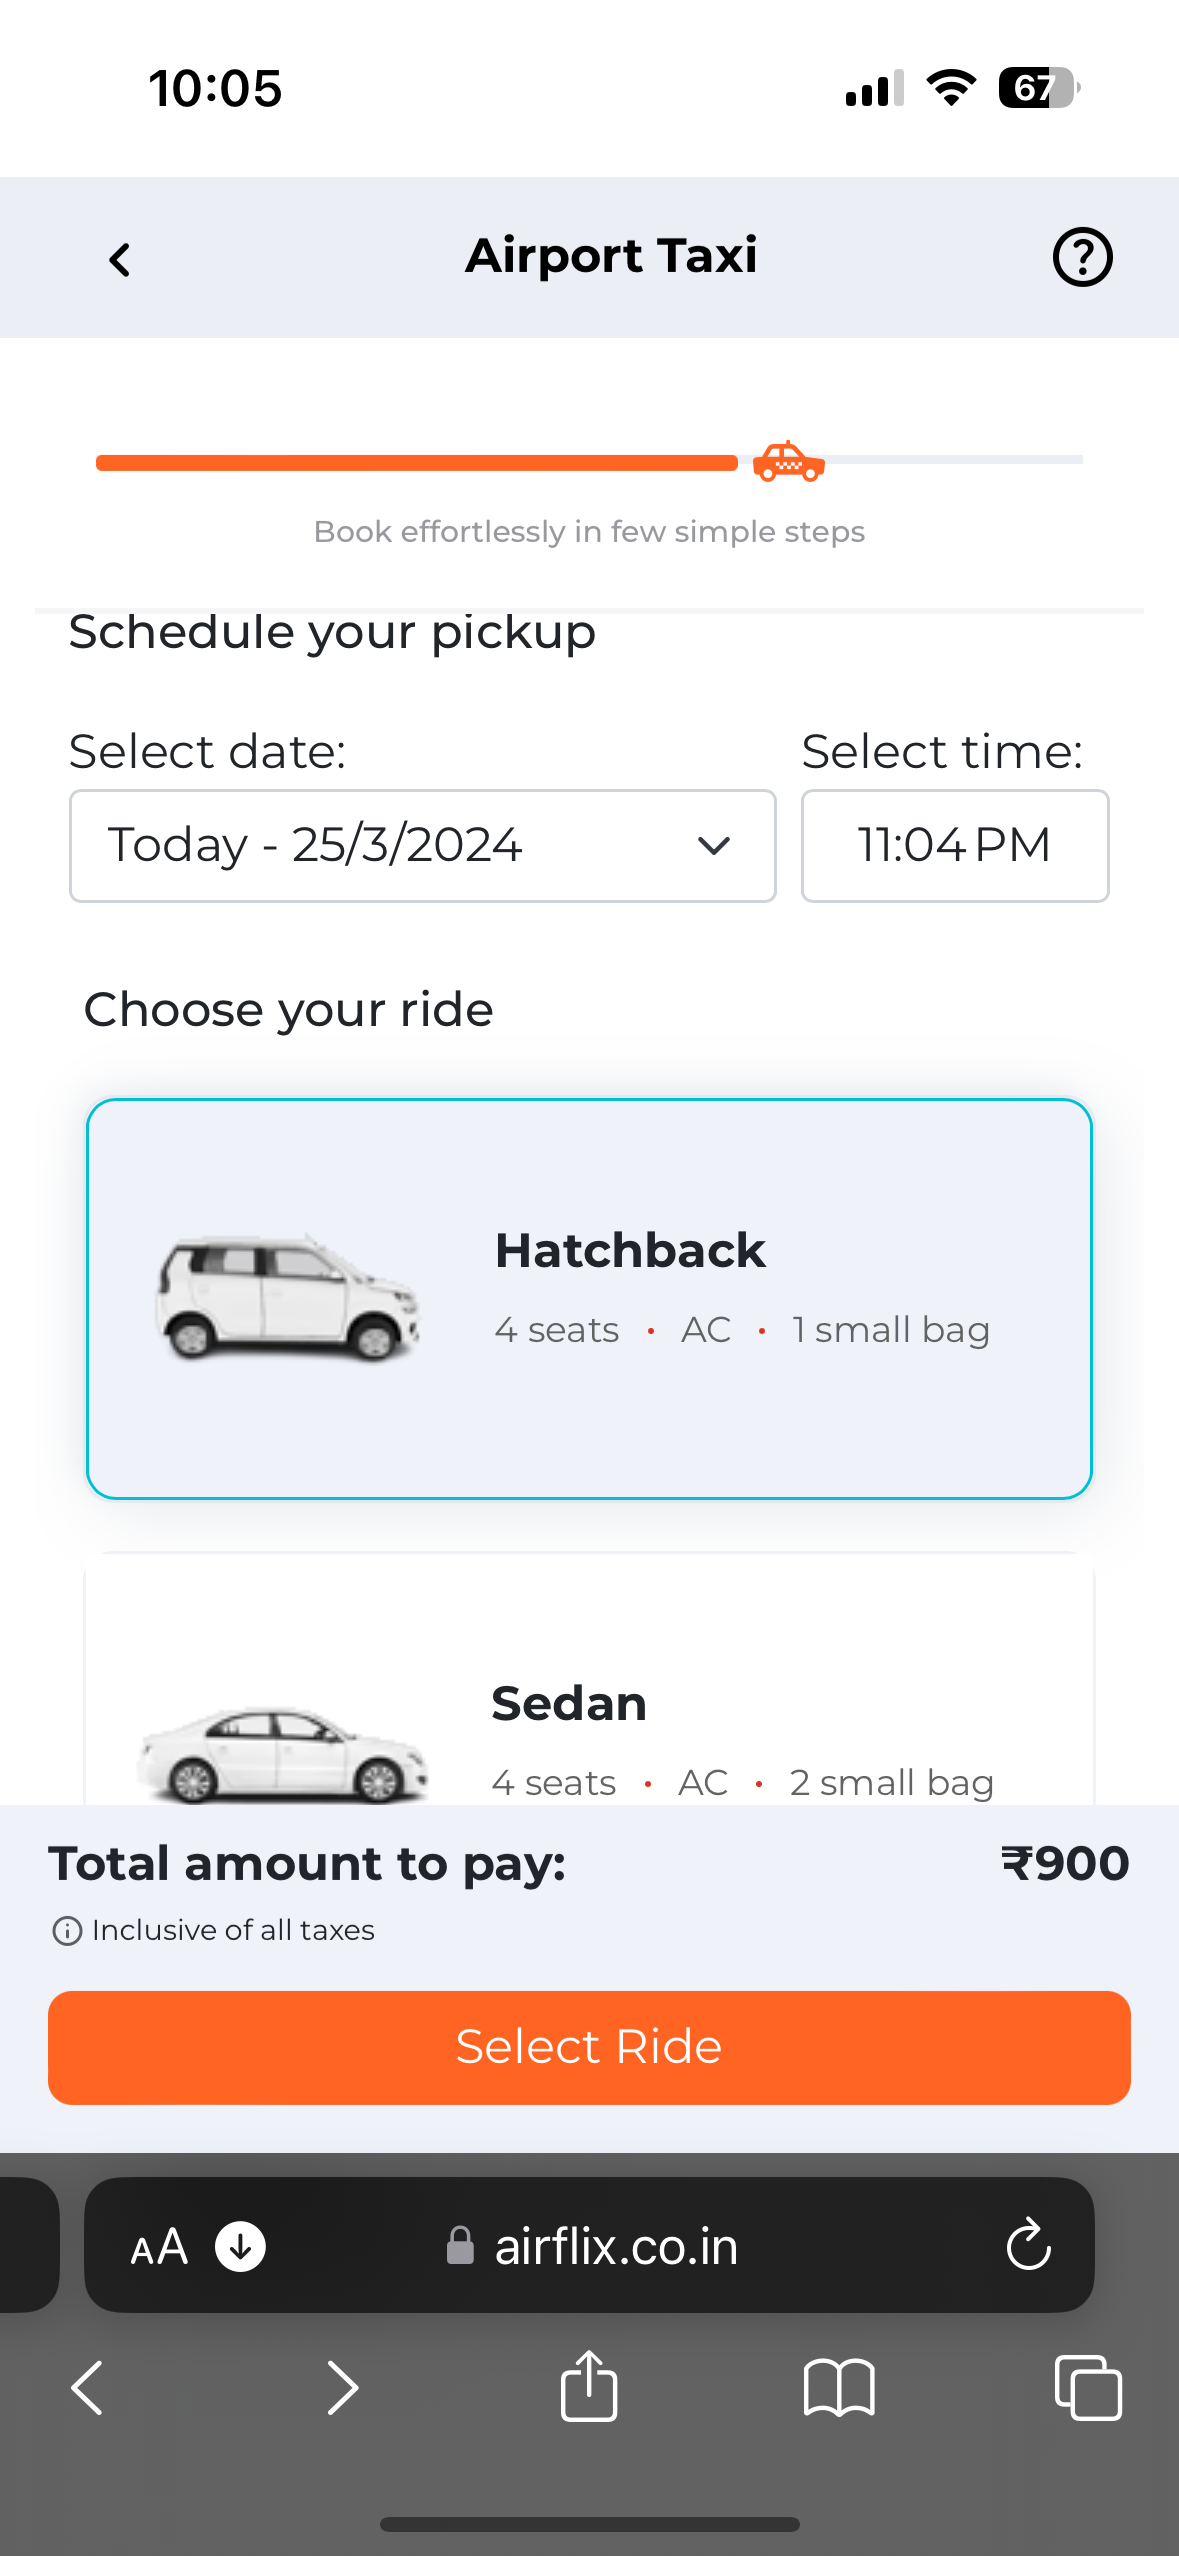 10:05
67
Airport Taxi
Book effortlessly in few simple steps
Schedule your pickup
Select date:
Select time:
Today - 25/3/2024
11:04 PM
Choose your ride
Hatchback
4 seats • AC • 1 small bag
Sedan
4 seats • AC • 2 small bag
Total amount to pay:
₹900
Inclusive of all taxes
Select Ride
AA
airflix.co.in